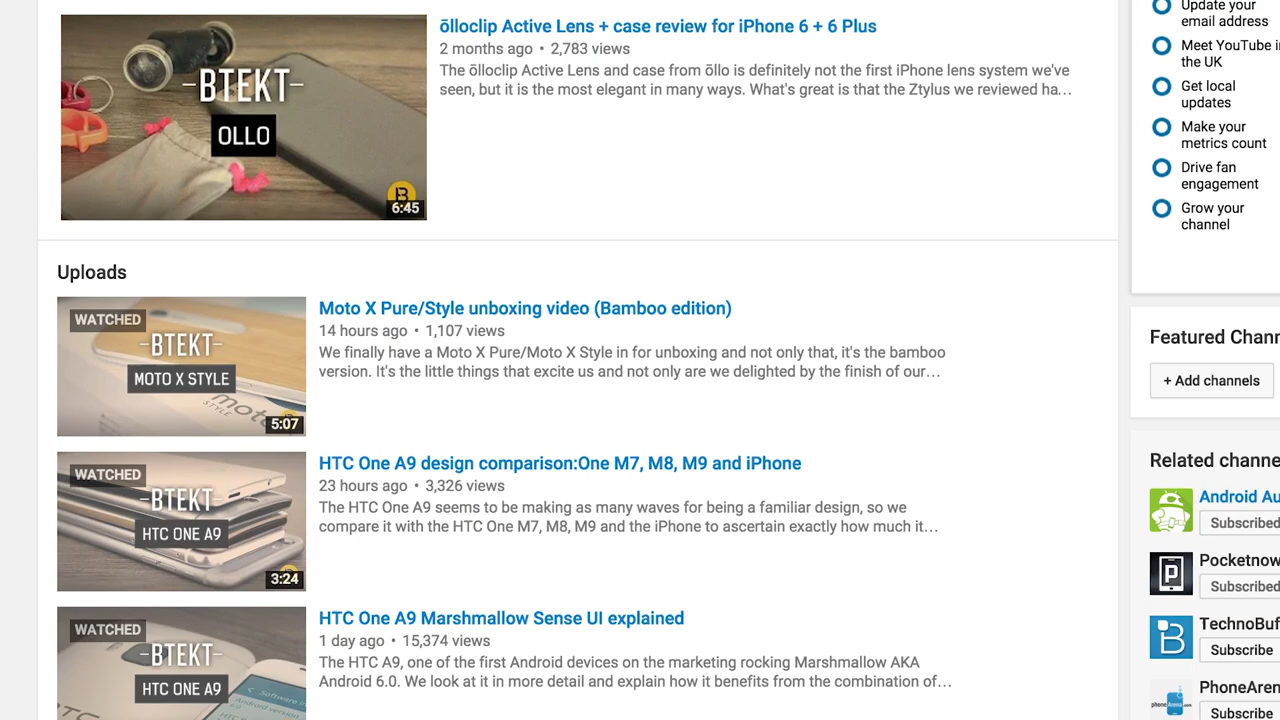 ōlloclip Active Lens + case review for iPhone 6 + 6 Plus
2 months ago • 2,783 views
The ōlloclip Active Lens and case from ōllo is definitely not the first iPhone lens system we've
seen, but it is the most elegant in many ways. What's great is that the Ztylus we reviewed ha...
-BTEKT-
OLLO
B
6:45
Uploads
WATCHED
-BTEKT-
MOTO X STYLE
moto
STYLE
5:07
Moto X Pure/Style unboxing video (Bamboo edition)
14 hours ago • 1,107 views
We finally have a Moto X Pure/Moto X Style in for unboxing and not only that, it's the bamboo
version. It's the little things that excite us and not only are we delighted by the finish of our...
WATCHED
-BTEKT-
HTC ONE A9
3:24
HTC One A9 design comparison:One M7, M8, M9 and iPhone
23 hours ago • 3,326 views
The HTC One A9 seems to be making as many waves for being a familiar design, so we
compare it with the HTC One M7, M8, M9 and the iPhone to ascertain exactly how much it...
WATCHED
-BTEKT-
HTC ONE A9
HTC One A9 Marshmallow Sense UI explained
1 day ago • 15,374 views
The HTC A9, one of the first Android devices on the marketing rocking Marshmallow AKA
Android 6.0. We look at it in more detail and explain how it benefits from the combination of...
Update your
email address
Meet YouTube i
the UK
Get local
updates
Make your
metrics count
Drive fan
engagement
Grow your
channel
Featured Chann
+ Add channels
Related channe
Android Au
Subscribed
Pocketnow
Subscribed
TechnoBuf
Subscribe
PhoneAren
Subscribe